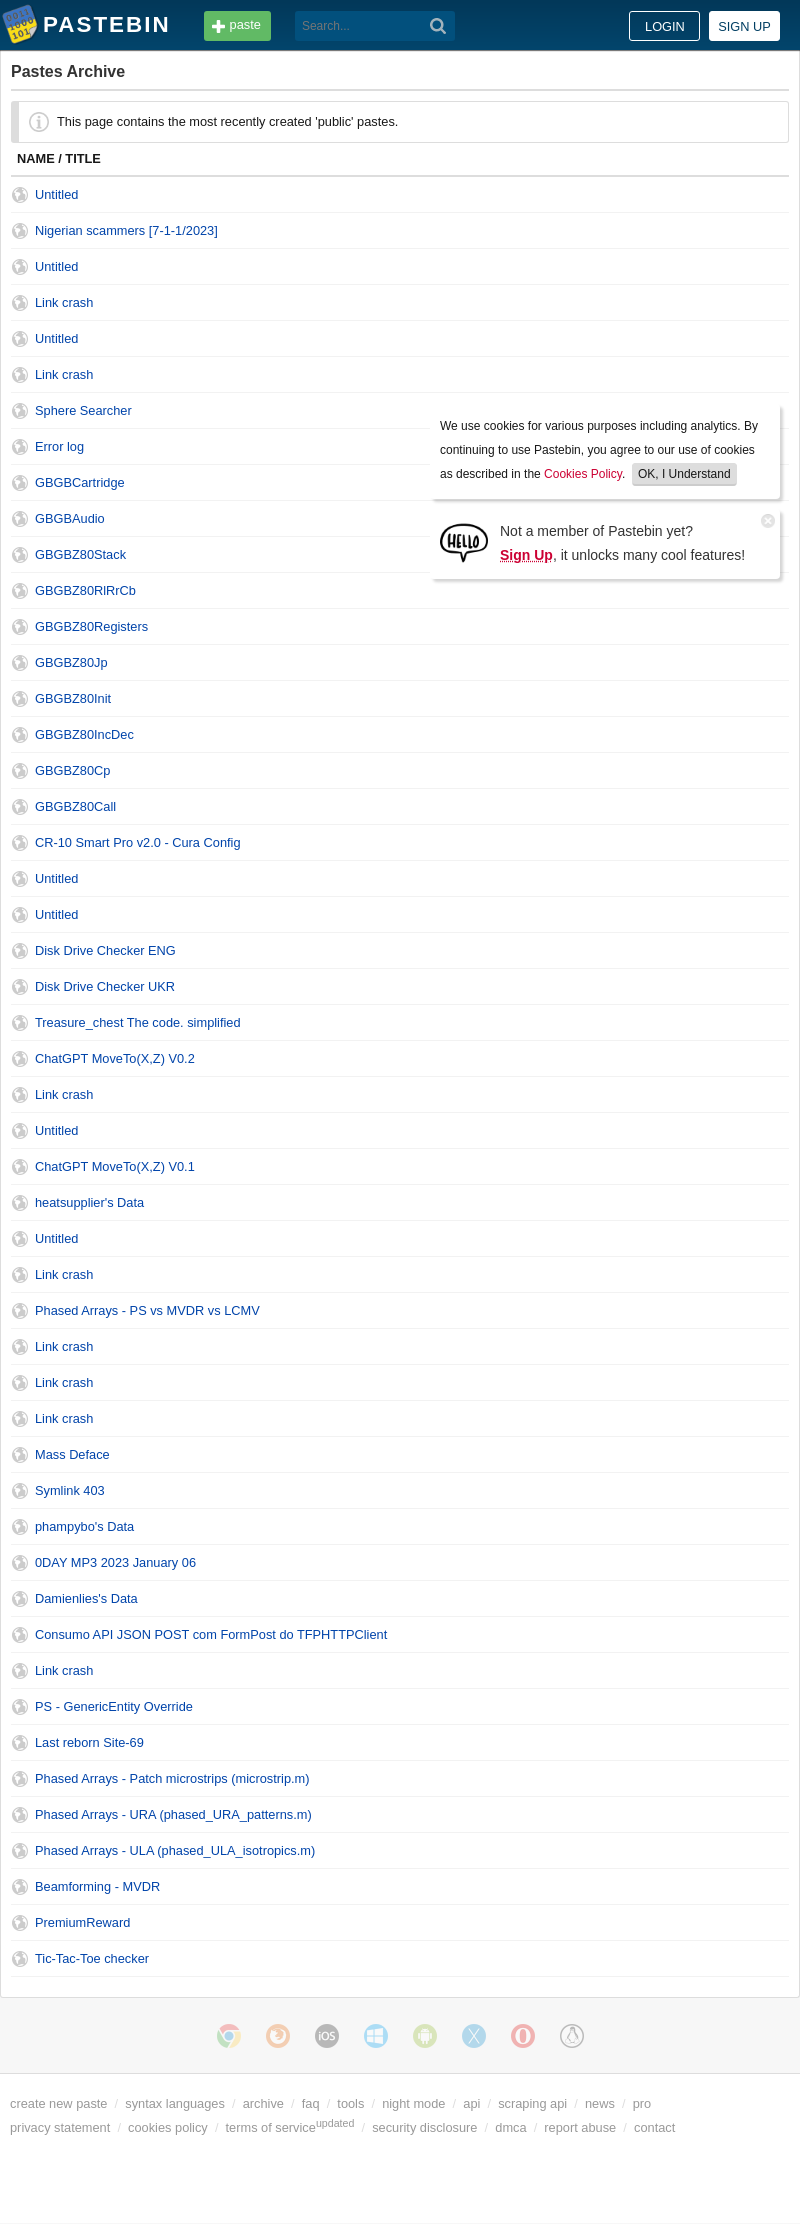 PASTEBIN
paste
Search...
LOGIN
SIGN UP
Pastes Archive
This page contains the most recently created 'public' pastes.
NAME / TITLE
Untitled
Nigerian scammers [7-1-1/2023]
Untitled
Link crash
Untitled
Link crash
Sphere Searcher
Error log
GBGBCartridge
GBGBAudio
GBGBZ80Stack
GBGBZ80RlRrCb
GBGBZ80Registers
GBGBZ80Jp
GBGBZ80Init
GBGBZ80IncDec
GBGBZ80Cp
GBGBZ80Call
CR-10 Smart Pro v2.0 - Cura Config
Untitled
Untitled
Disk Drive Checker ENG
Disk Drive Checker UKR
Treasure_chest The code. simplified
ChatGPT MoveTo(X,Z) V0.2
Link crash
Untitled
ChatGPT MoveTo(X,Z) V0.1
heatsupplier's Data
Untitled
Link crash
Phased Arrays - PS vs MVDR vs LCMV
Link crash
Link crash
Link crash
Mass Deface
Symlink 403
phampybo's Data
0DAY MP3 2023 January 06
Damienlies's Data
Consumo API JSON POST com FormPost do TFPHTTPClient
Link crash
PS - GenericEntity Override
Last reborn Site-69
Phased Arrays - Patch microstrips (microstrip.m)
Phased Arrays - URA (phased_URA_patterns.m)
Phased Arrays - ULA (phased_ULA_isotropics.m)
Beamforming - MVDR
PremiumReward
Tic-Tac-Toe checker
We use cookies for various purposes including analytics. By
continuing to use Pastebin, you agree to our use of cookies
as described in the Cookies Policy. OK, I Understand
HELLO
Not a member of Pastebin yet?
Sign Up, it unlocks many cool features!
iOS
create new paste / syntax languages / archive / faq / tools / night mode / api / scraping api / news / pro
privacy statement / cookies policy / terms of service updated / security disclosure / dmca / report abuse / contact